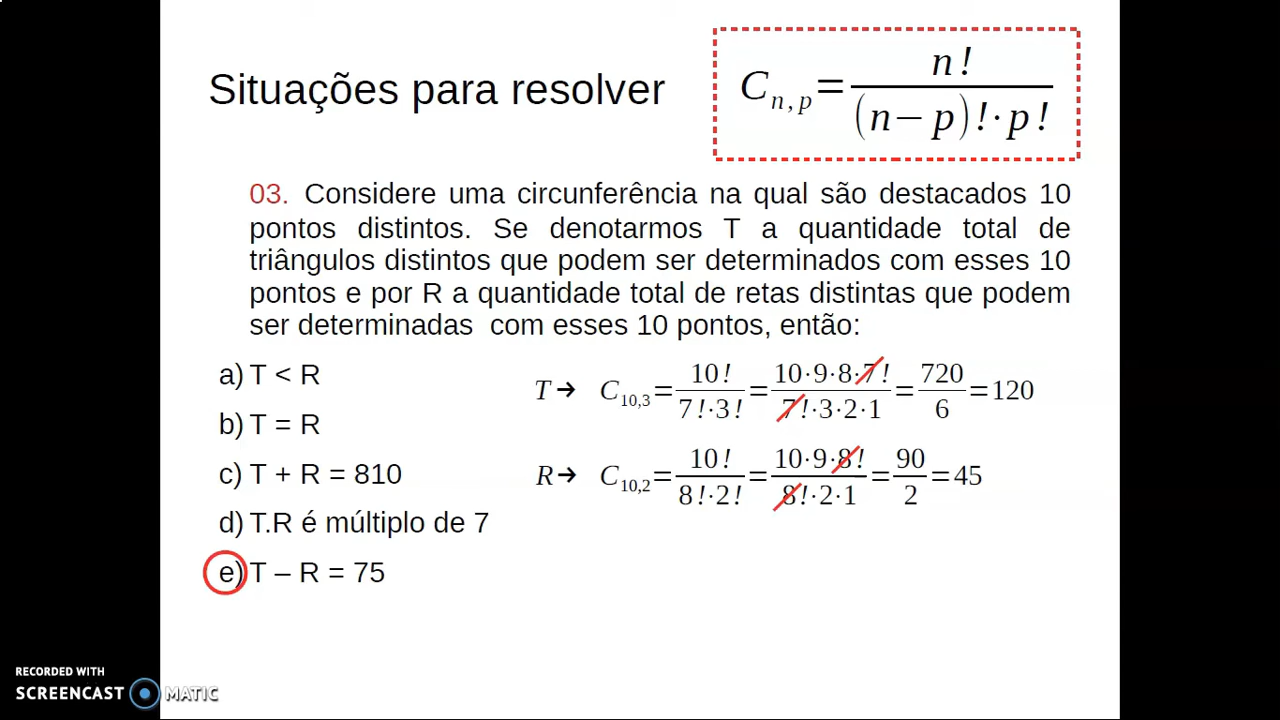 Situações para resolver
C n,p = n! / (n−p)!·p!
03. Considere uma circunferência na qual são destacados 10
pontos distintos. Se denotarmos T a quantidade total de
triângulos distintos que podem ser determinados com esses 10
pontos e por R a quantidade total de retas distintas que podem
ser determinadas com esses 10 pontos, então:
a) T < R
b) T = R
c) T + R = 810
d) T.R é múltiplo de 7
e) T – R = 75
T → C 10,3 = 10! / 7!·3! = 10·9·8·7! / 7!·3·2·1 = 720 / 6 = 120
R → C 10,2 = 10! / 8!·2! = 10·9·8! / 8!·2·1 = 90 / 2 = 45
RECORDED WITH
SCREENCAST MATIC